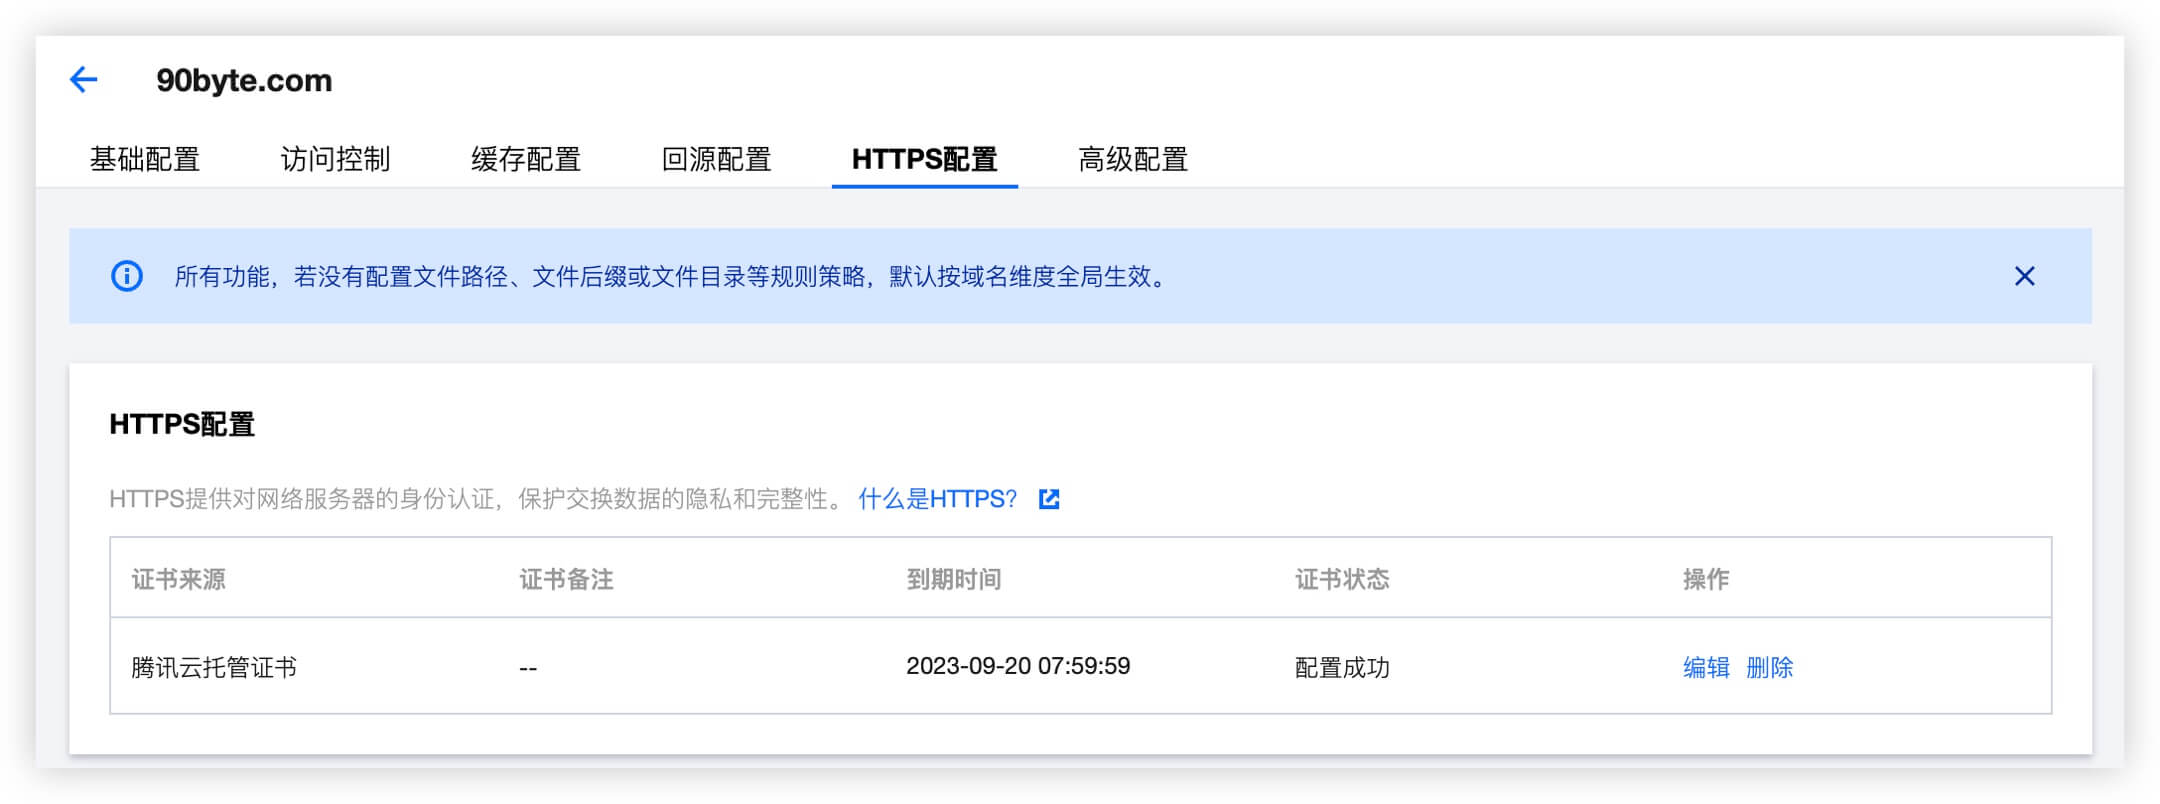 90byte.com
基础配置 访问控制 缓存配置 回源配置 HTTPS配置 高级配置
所有功能，若没有配置文件路径、文件后缀或文件目录等规则策略，默认按域名维度全局生效。
HTTPS配置
HTTPS提供对网络服务器的身份认证，保护交换数据的隐私和完整性。 什么是HTTPS?
证书来源 证书备注 到期时间 证书状态 操作
腾讯云托管证书 -- 2023-09-20 07:59:59 配置成功 编辑 删除